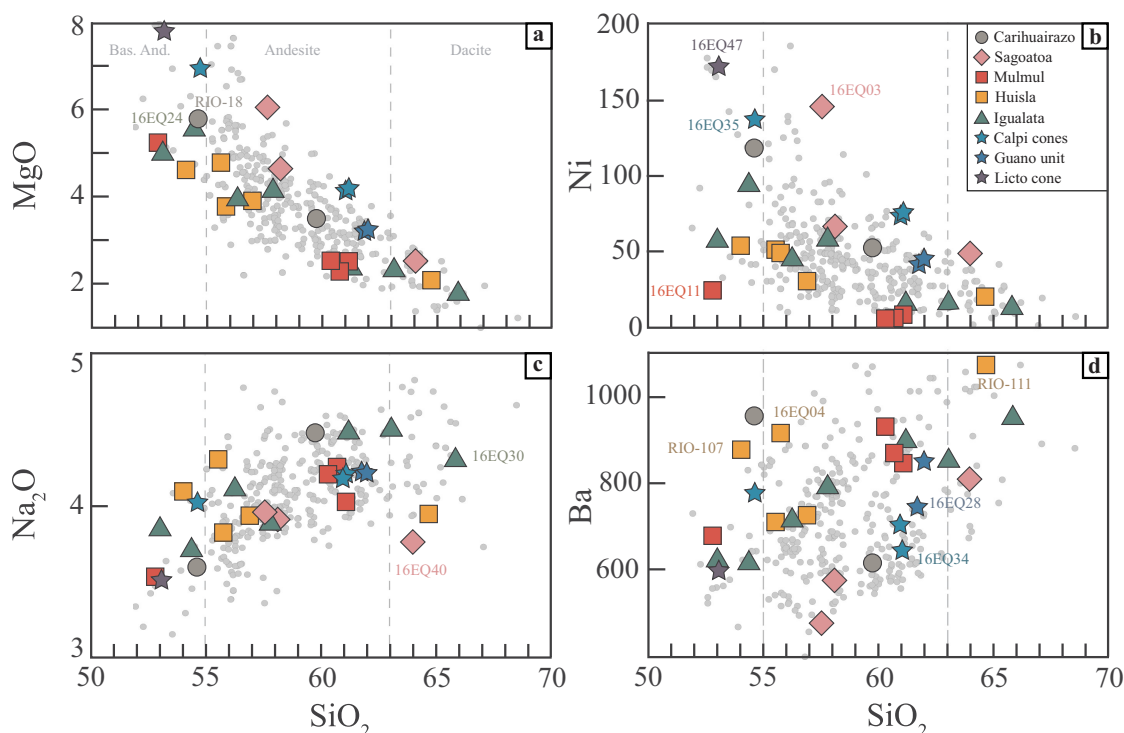 8
6
4
2
MgO
Bas. And.
Andesite
Dacite
a
16EQ24
RIO-18
200
150
100
50
0
Ni
16EQ47
16EQ35
16EQ03
16EQ11
b
Carihuairazo
Sagoatoa
Mulmul
Huisla
Igualata
Calpi cones
Guano unit
Licto cone
5
4
3
Na2O
c
16EQ30
16EQ40
50
55
60
65
70
SiO2
1000
800
600
Ba
d
RIO-111
16EQ04
RIO-107
16EQ28
16EQ34
50
55
60
65
70
SiO2